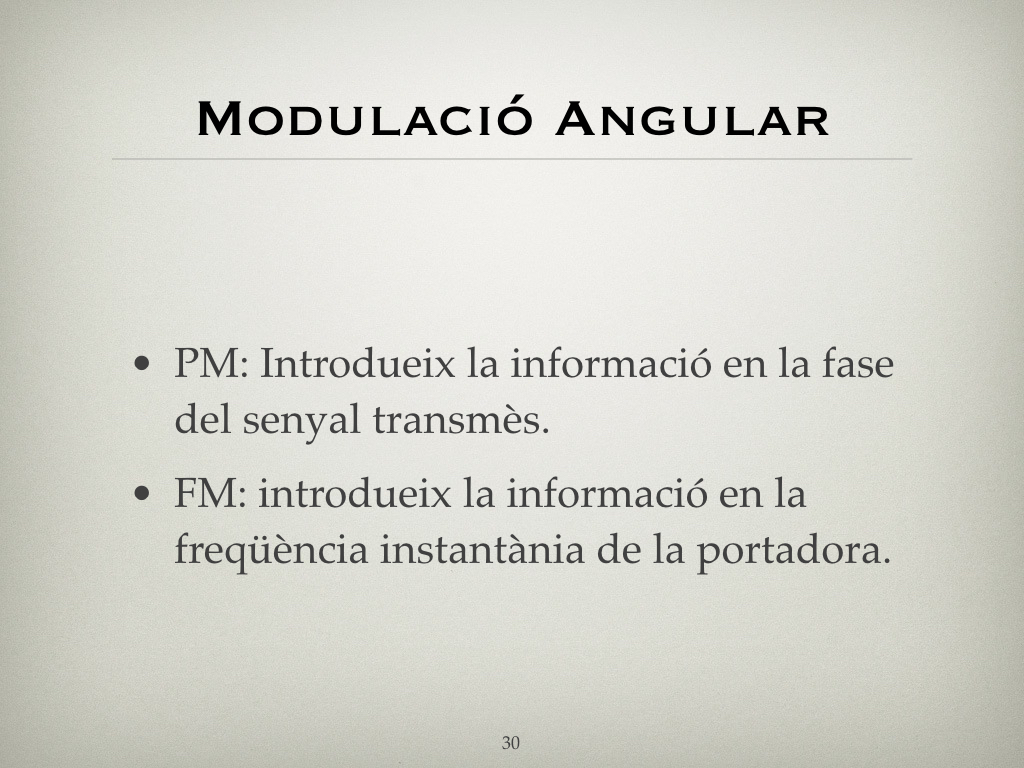 Modulació Angular
• PM: Introdueix la informació en la fase
del senyal transmès.
• FM: introdueix la informació en la
freqüència instantània de la portadora.
30